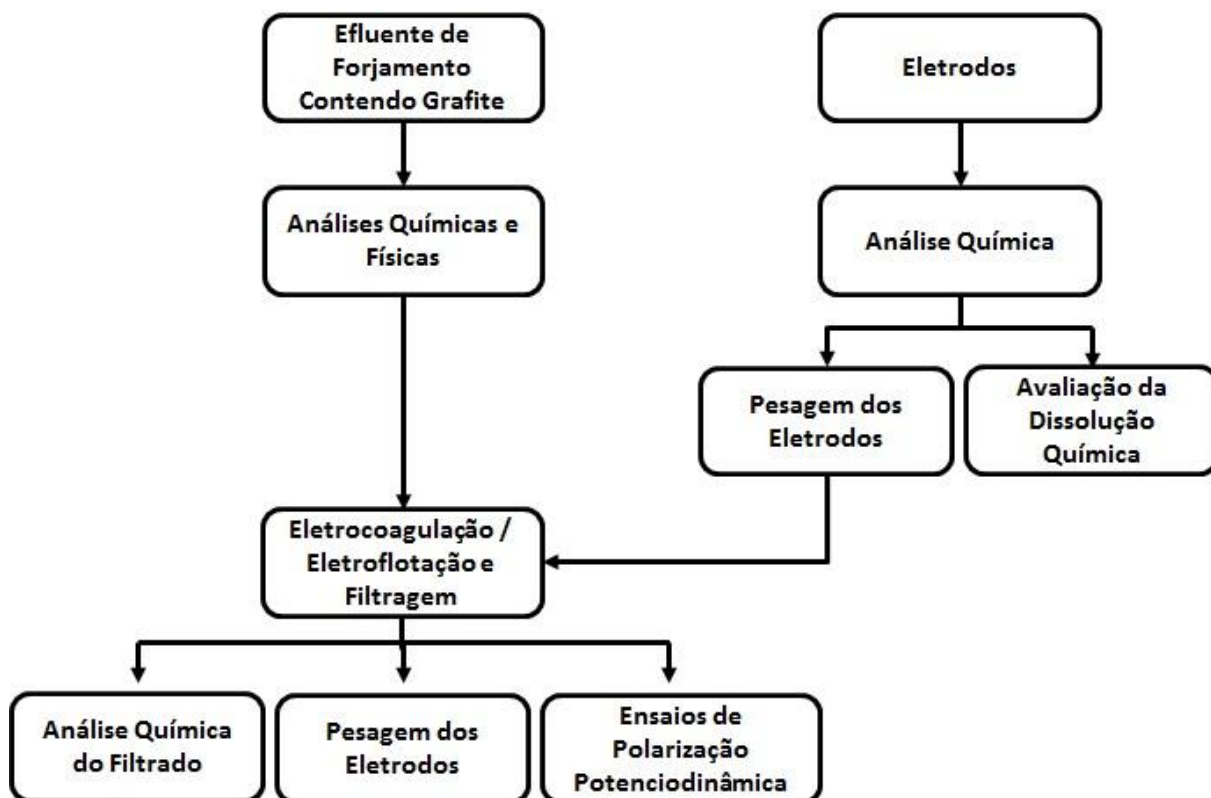 Efluente de
Forjamento
Contendo Grafite
Eletrodos
Análises Químicas e
Físicas
Análise Química
Pesagem dos
Eletrodos
Avaliação da
Dissolução
Química
Eletrocoagulação /
Eletroflotação e
Filtragem
Análise Química
do Filtrado
Pesagem dos
Eletrodos
Ensaios de
Polarização
Potenciodinâmica